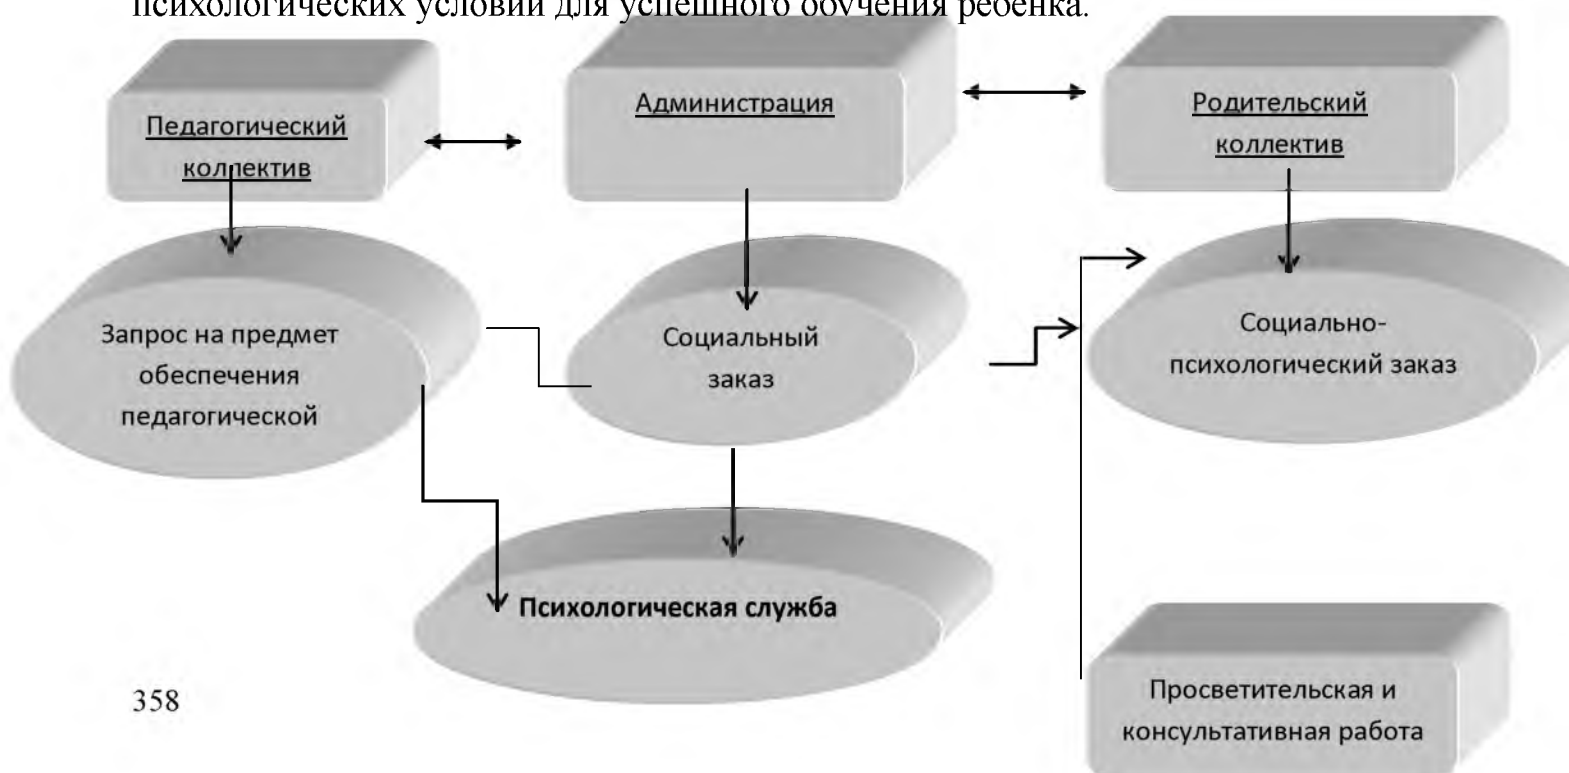 психологических условий для успешного обучения ребенка.
Педагогический
коллектив
Администрация
Родительский
коллектив
Запрос на предмет
обеспечения
педагогической
Социальный
заказ
Социально-
психологический заказ
Психологическая служба
Просветительская и
консультативная работа
358